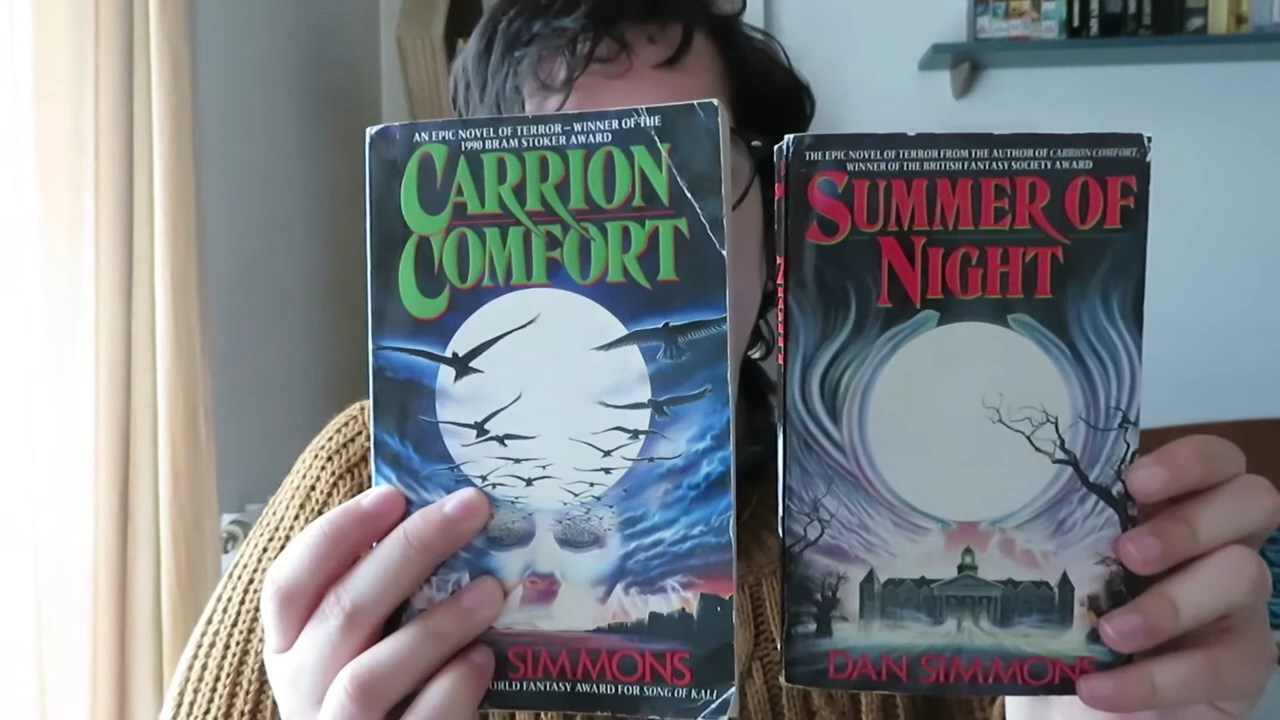 AN EPIC NOVEL OF TERROR – WINNER OF THE
1990 BRAM STOKER AWARD
CARRION
COMFORT
SIMMONS
WORLD FANTASY AWARD FOR SONG OF KALI
THE EPIC NOVEL OF TERROR FROM THE AUTHOR OF CARRION COMFORT,
WINNER OF THE BRITISH FANTASY SOCIETY AWARD
SUMMER OF
NIGHT
DAN SIMMONS
NIGHT